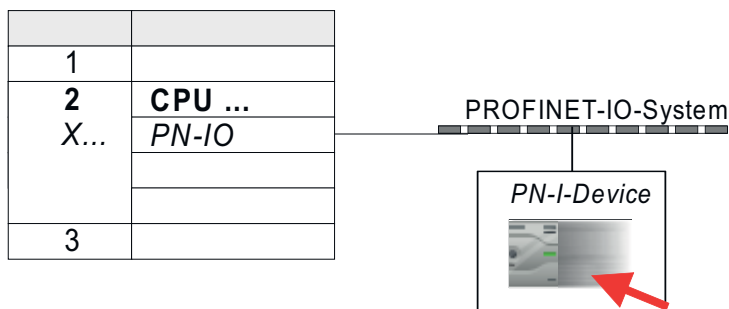 1
2 CPU ...
X... PN-IO
3
PROFINET-IO-System
PN-I-Device